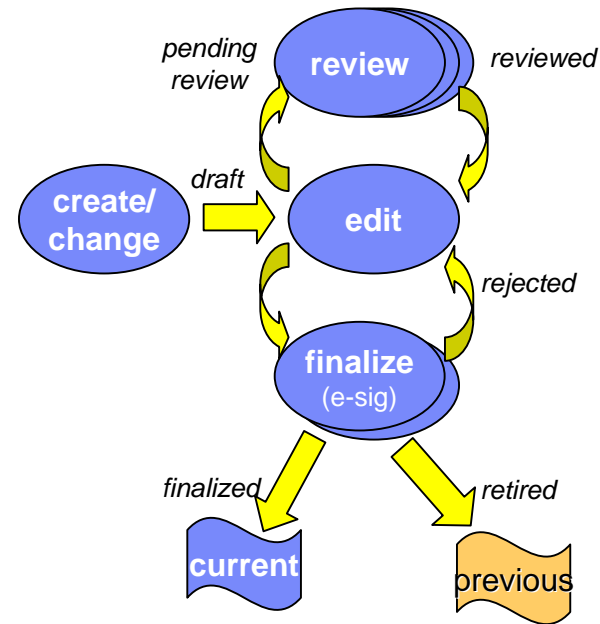 pending
review
review
reviewed
draft
create/
change
edit
rejected
finalize
(e-sig)
finalized
retired
current
previous